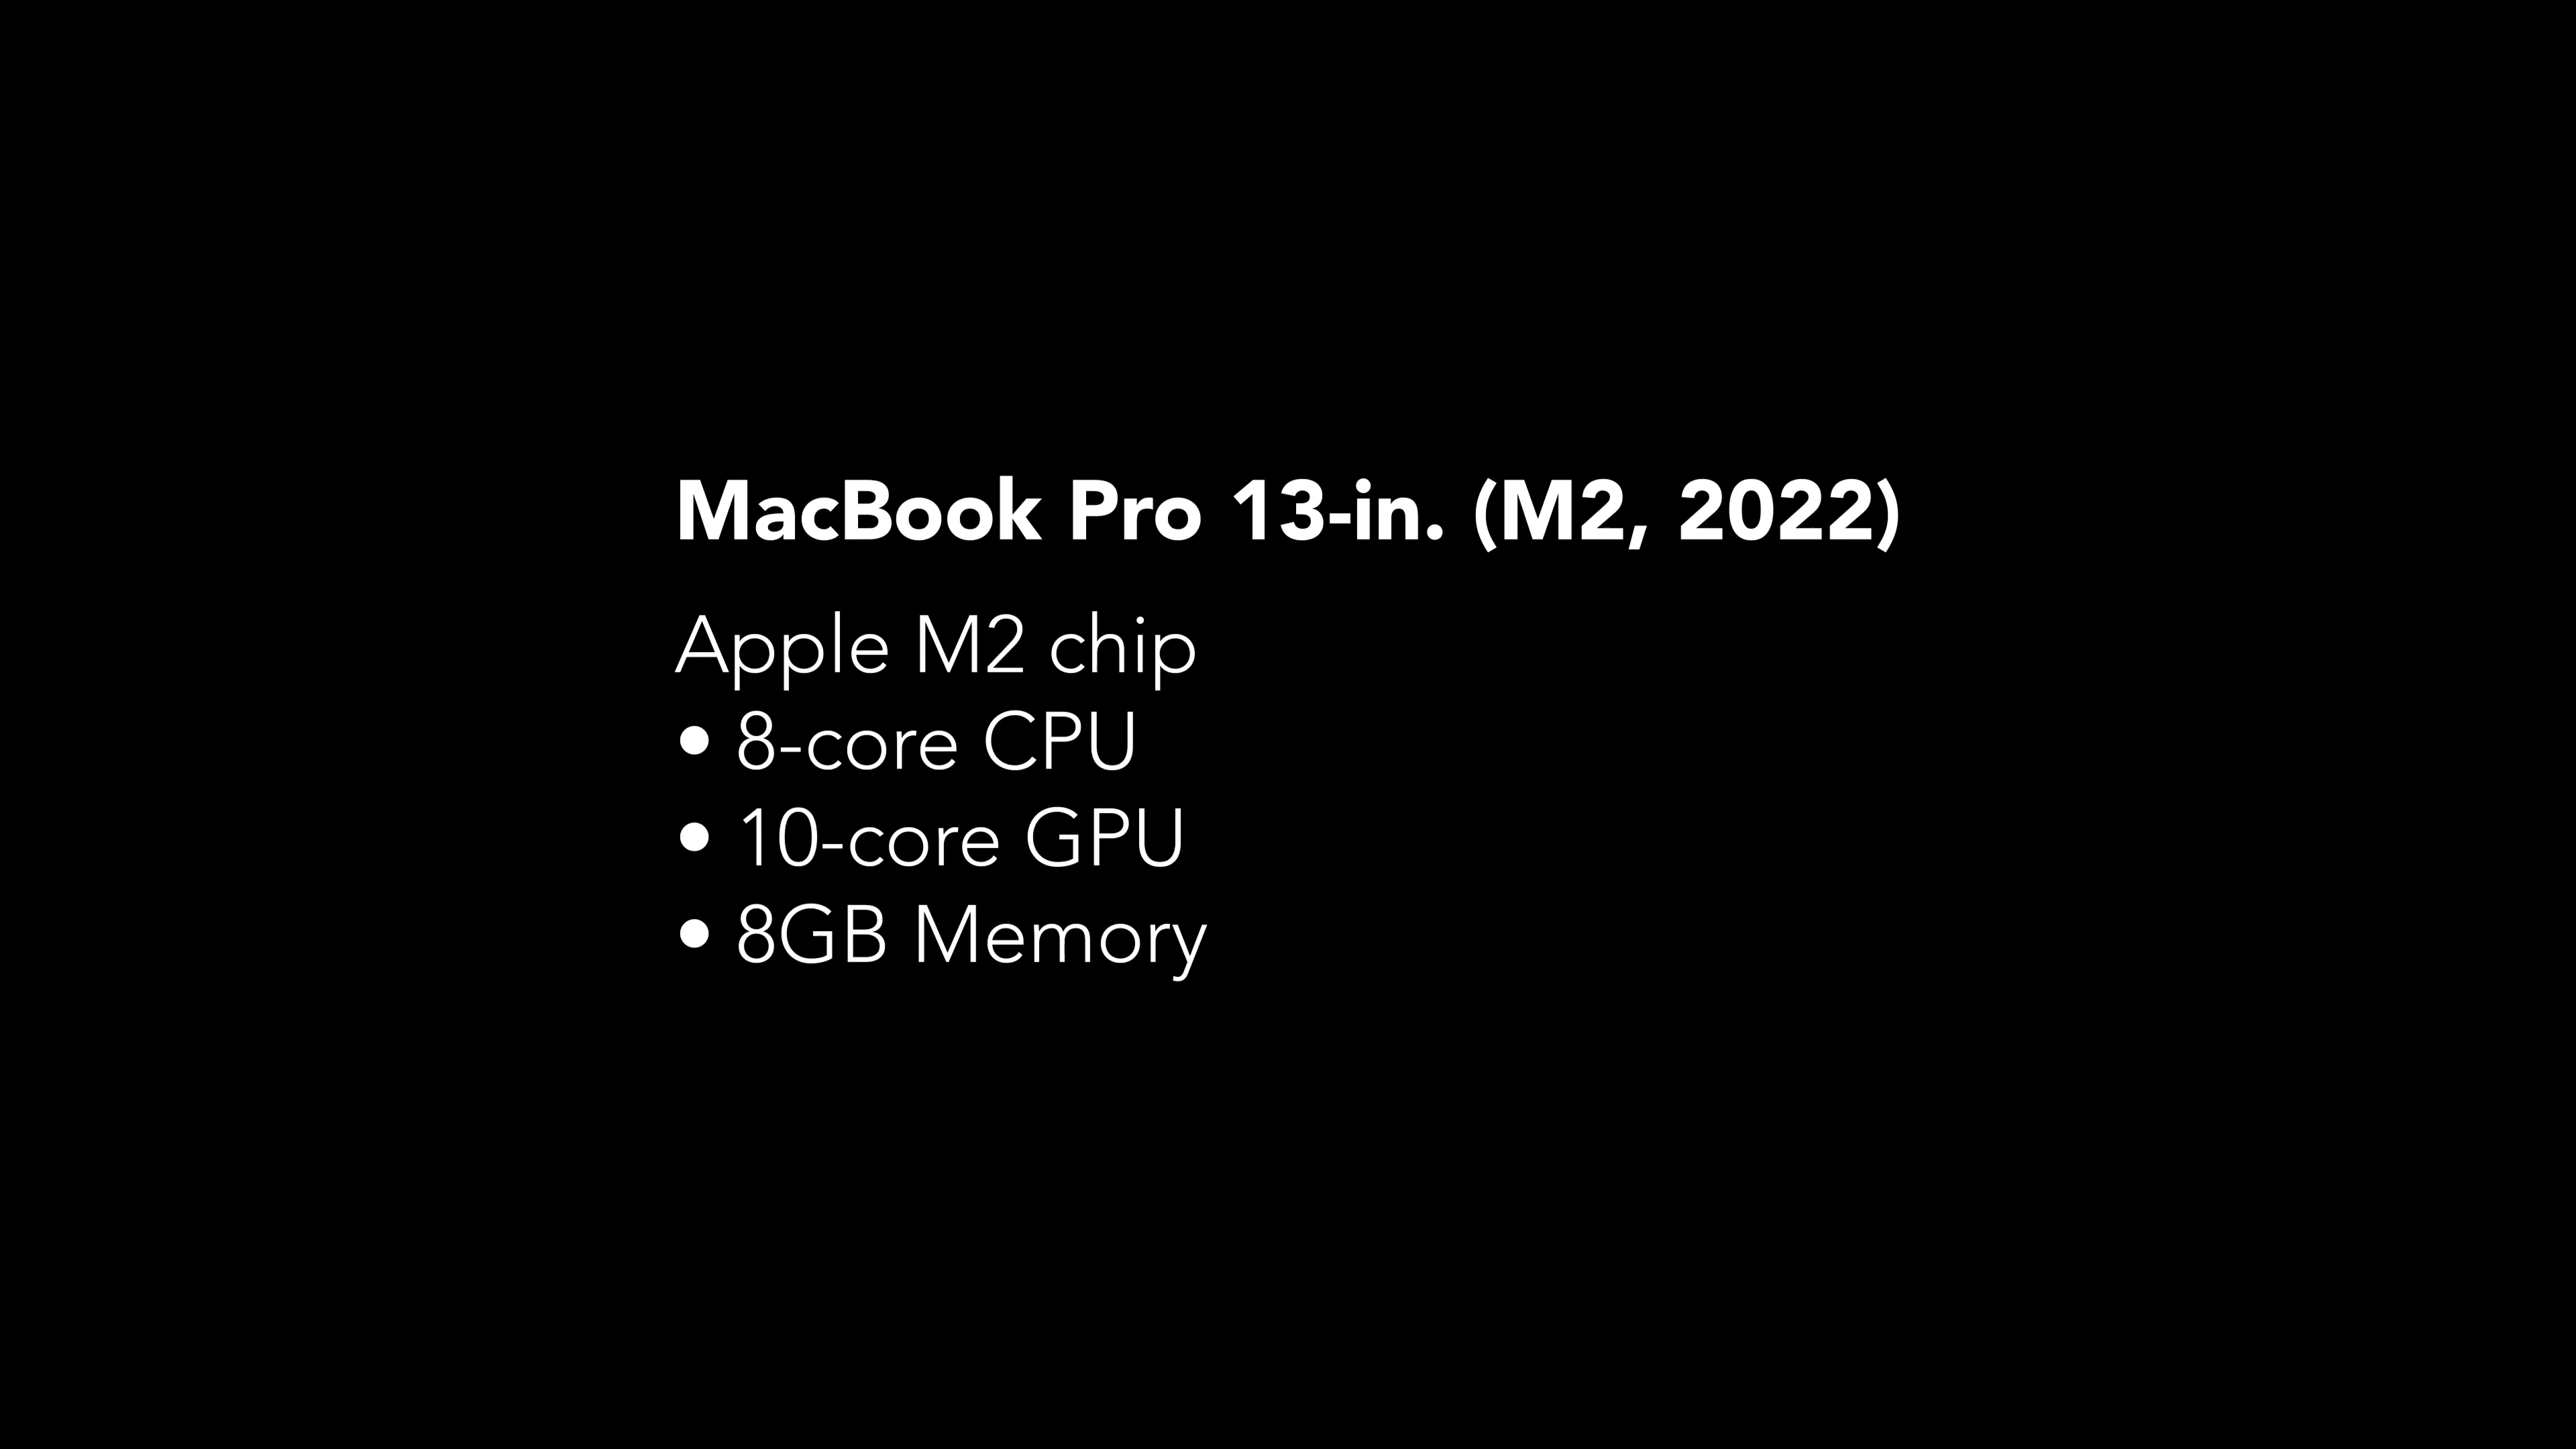 MacBook Pro 13-in. (M2, 2022)
Apple M2 chip
• 8-core CPU
• 10-core GPU
• 8GB Memory